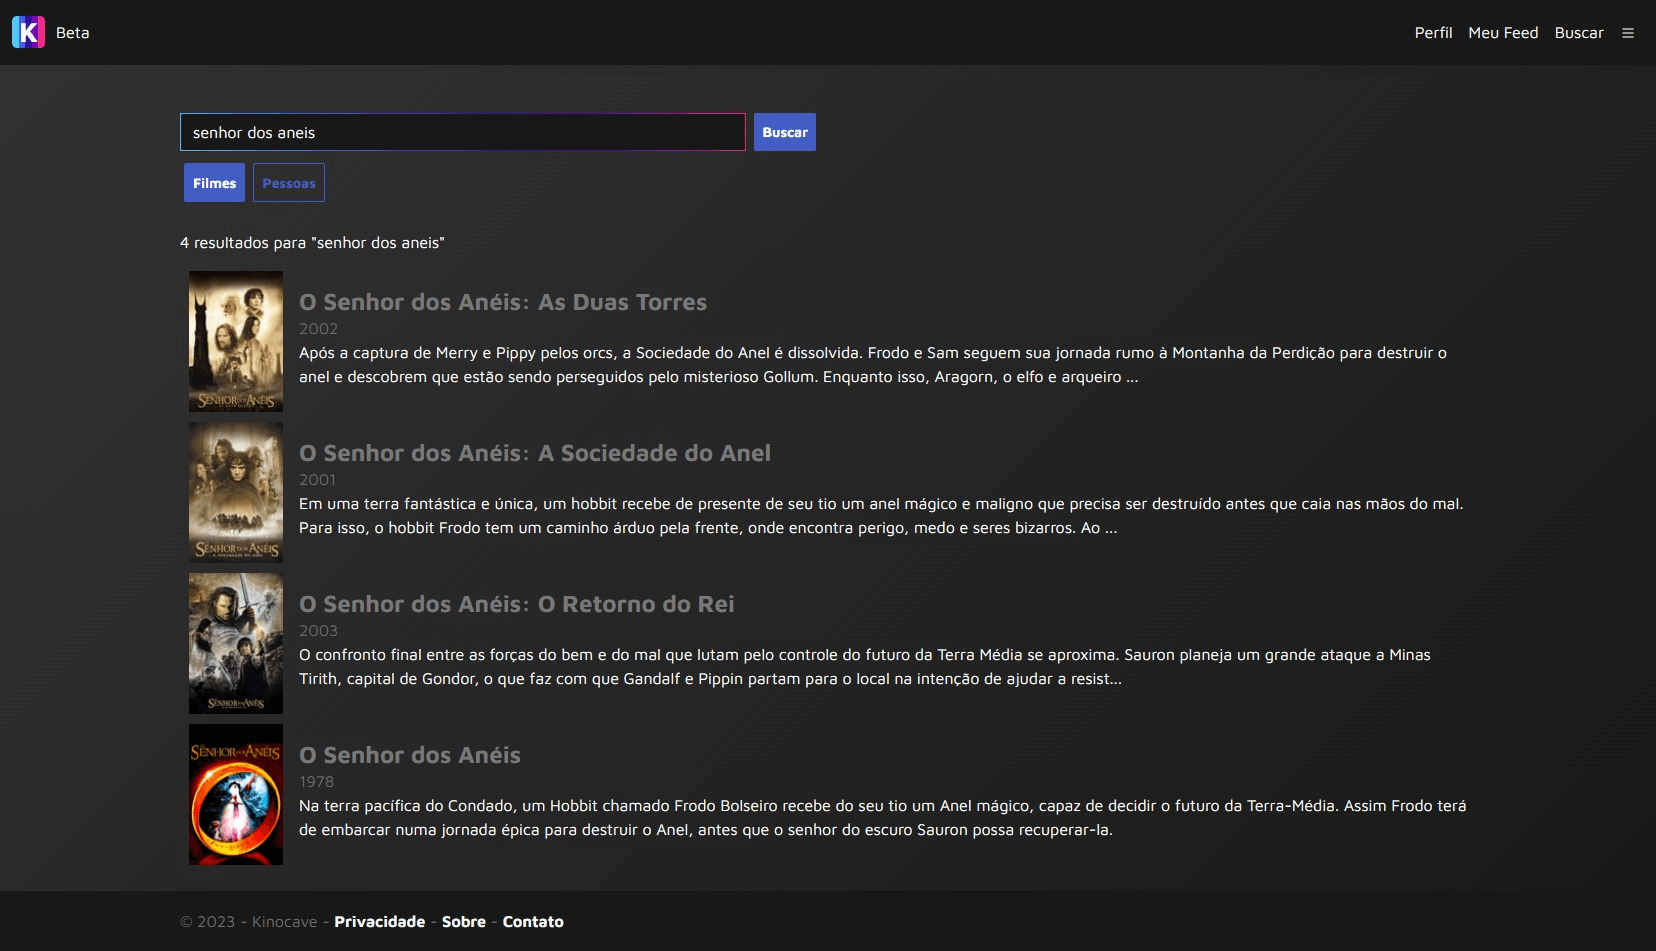 K Beta
Perfil Meu Feed Buscar
senhor dos aneis Buscar
Filmes Pessoas
4 resultados para "senhor dos aneis"
SENHOR DOS ANÉIS
O Senhor dos Anéis: As Duas Torres
2002
Após a captura de Merry e Pippy pelos orcs, a Sociedade do Anel é dissolvida. Frodo e Sam seguem sua jornada rumo à Montanha da Perdição para destruir o
anel e descobrem que estão sendo perseguidos pelo misterioso Gollum. Enquanto isso, Aragorn, o elfo e arqueiro ...
SENHOR DOS ANÉIS
O Senhor dos Anéis: A Sociedade do Anel
2001
Em uma terra fantástica e única, um hobbit recebe de presente de seu tio um anel mágico e maligno que precisa ser destruído antes que caia nas mãos do mal.
Para isso, o hobbit Frodo tem um caminho árduo pela frente, onde encontra perigo, medo e seres bizarros. Ao ...
SENHOR DOS ANÉIS
O Senhor dos Anéis: O Retorno do Rei
2003
O confronto final entre as forças do bem e do mal que lutam pelo controle do futuro da Terra Média se aproxima. Sauron planeja um grande ataque a Minas
Tirith, capital de Gondor, o que faz com que Gandalf e Pippin partam para o local na intenção de ajudar a resist...
SENHOR DOS ANÉIS
O Senhor dos Anéis
1978
Na terra pacífica do Condado, um Hobbit chamado Frodo Bolseiro recebe do seu tio um Anel mágico, capaz de decidir o futuro da Terra-Média. Assim Frodo terá
de embarcar numa jornada épica para destruir o Anel, antes que o senhor do escuro Sauron possa recuperar-la.
© 2023 - Kinocave - Privacidade - Sobre - Contato